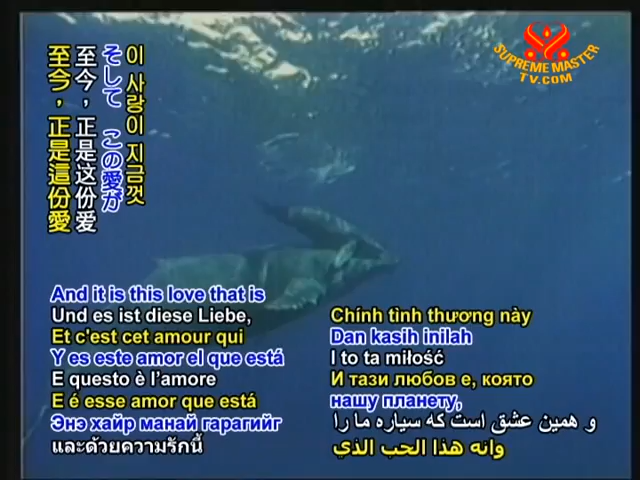 至今，正是這份愛
至今，正是这份爱
そして この愛が
이 사랑이 지금껏
SUPREME MASTER
TV.COM
And it is this love that is
Und es ist diese Liebe,
Et c'est cet amour qui
Y es este amor el que está
E questo è l'amore
E é esse amor que está
Энэ хайр манай гарагийг
และด้วยความรักนี้
Chính tình thương này
Dan kasih inilah
I to ta miłość
И тази любов е, която
нашу планету,
و همین عشق است که سیاره ما را
وانه هذا الحب الذي